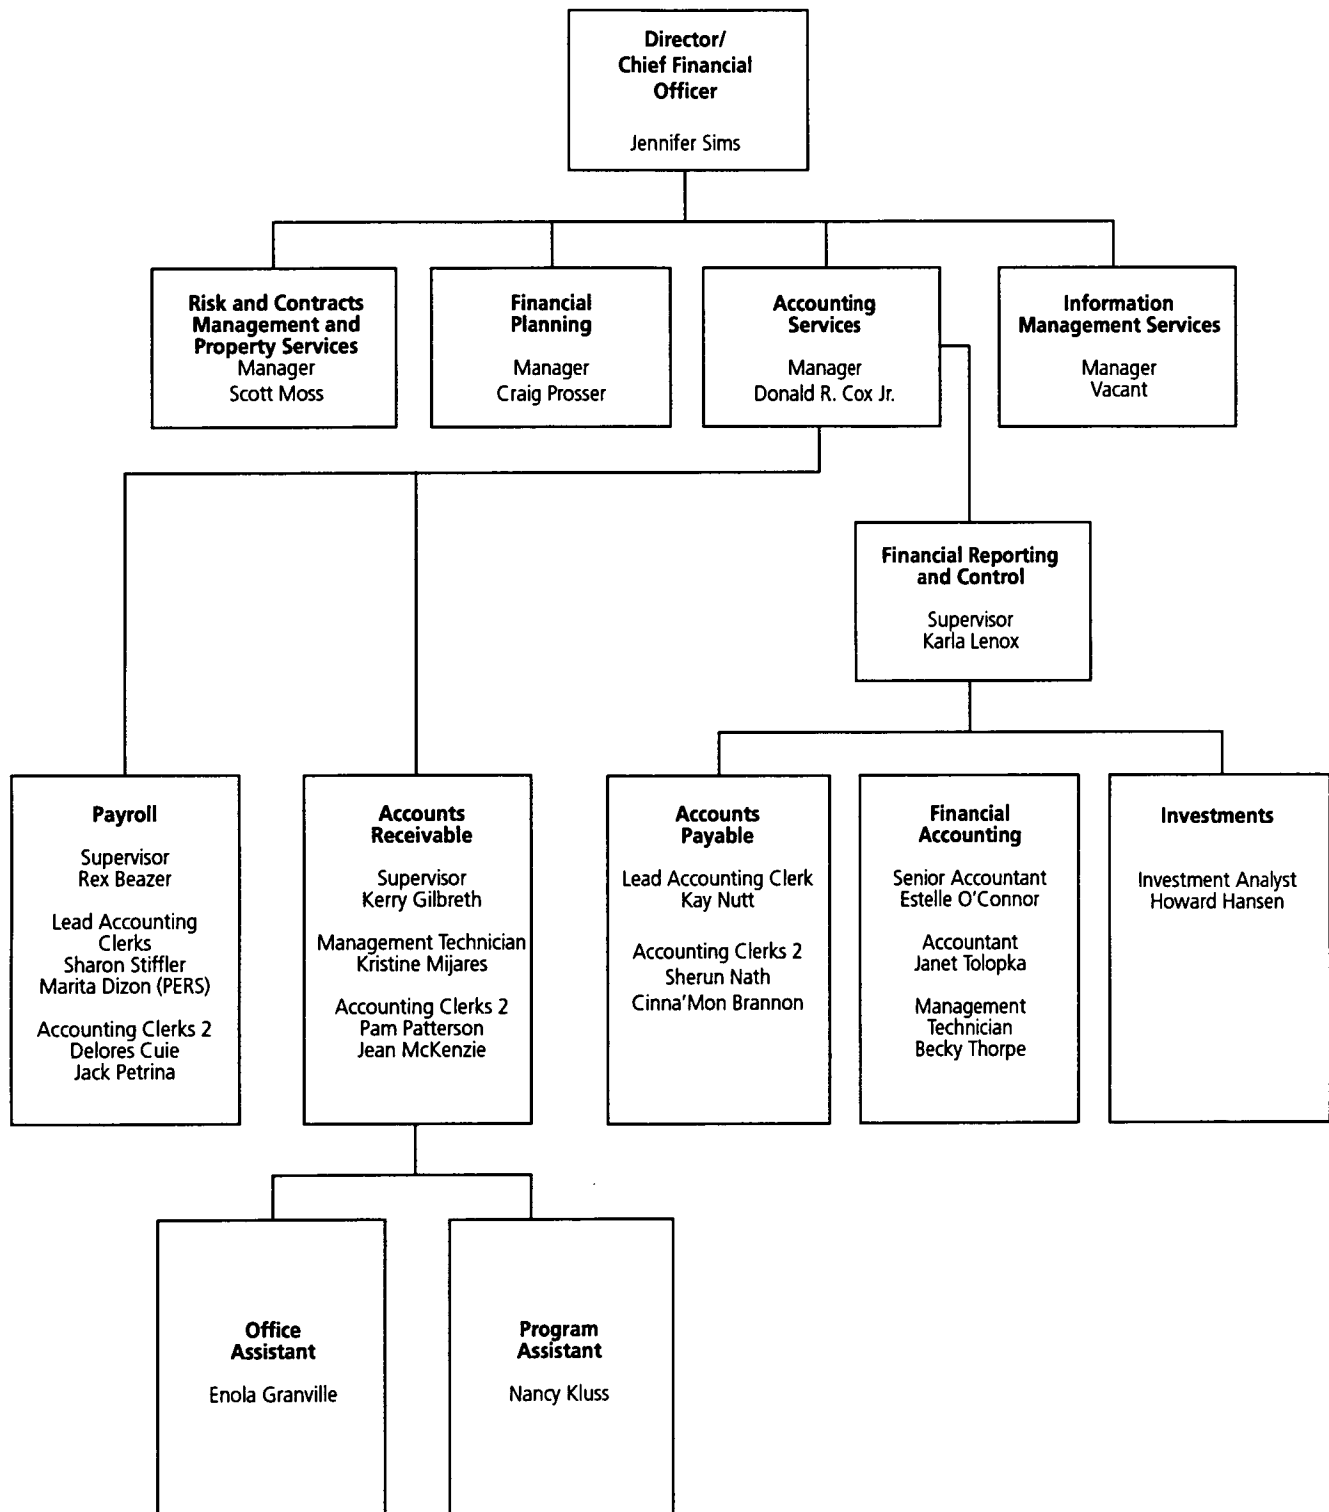 Director/
Chief Financial
Officer
Jennifer Sims
Risk and Contracts
Management and
Property Services
Manager
Scott Moss
Financial
Planning
Manager
Craig Prosser
Accounting
Services
Manager
Donald R. Cox Jr.
Information
Management Services
Manager
Vacant
Financial Reporting
and Control
Supervisor
Karla Lenox
Payroll
Supervisor
Rex Beazer
Lead Accounting
Clerks
Sharon Stiffler
Marita Dizon (PERS)
Accounting Clerks 2
Delores Cuie
Jack Petrina
Accounts
Receivable
Supervisor
Kerry Gilbreth
Management Technician
Kristine Mijares
Accounting Clerks 2
Pam Patterson
Jean McKenzie
Accounts
Payable
Lead Accounting Clerk
Kay Nutt
Accounting Clerks 2
Sherun Nath
Cinna'Mon Brannon
Financial
Accounting
Senior Accountant
Estelle O'Connor
Accountant
Janet Tolopka
Management
Technician
Becky Thorpe
Investments
Investment Analyst
Howard Hansen
Office
Assistant
Enola Granville
Program
Assistant
Nancy Kluss